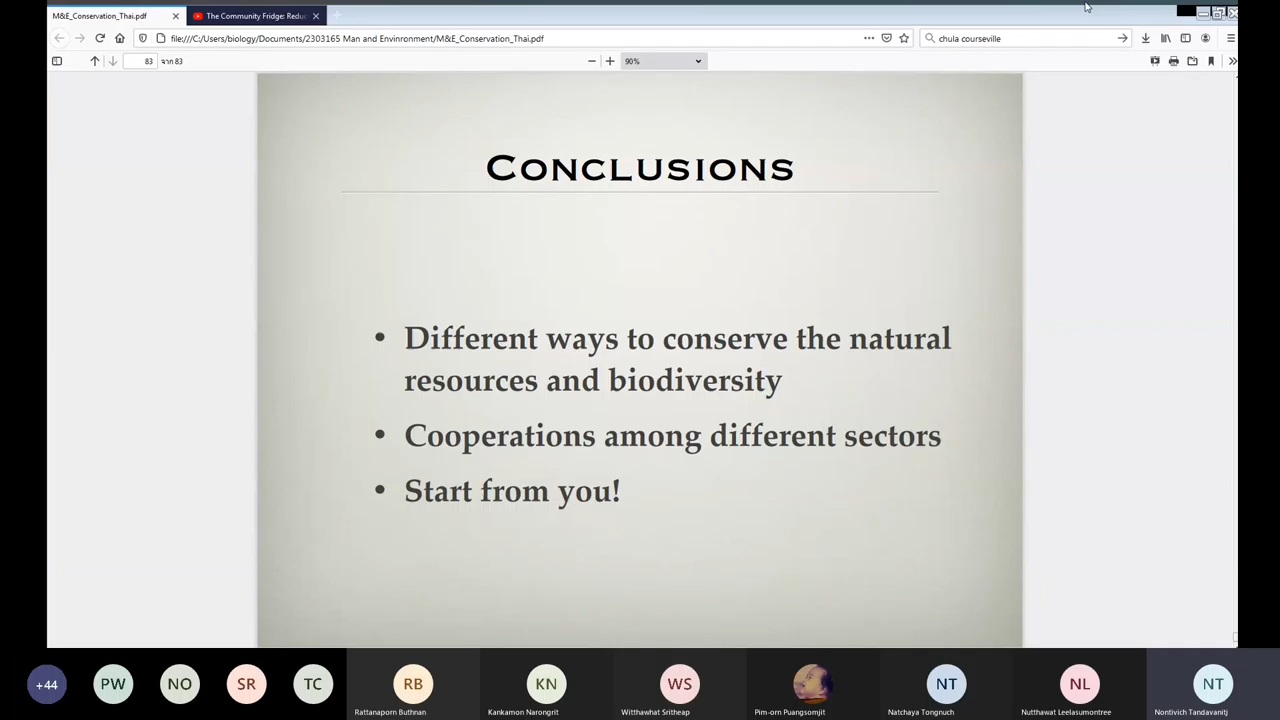 M&E_Conservation_Thai.pdf
The Community Fridge: Reduc
file:///C:/Users/biology/Documents/2303165 Man and Envinronment/M&E_Conservation_Thai.pdf
chula courseville
83
จาก 83
90%
CONCLUSIONS
• Different ways to conserve the natural
resources and biodiversity
• Cooperations among different sectors
• Start from you!
+44
PW
NO
SR
TC
RB
KN
WS
NT
NL
NT
Rattanaporn Buthnan
Kankamon Narongrit
Witthawhat Sritheap
Pim-orn Puangsomjit
Natchaya Tongnuch
Nutthawat Leelasumontree
Nontivich Tandavanitj